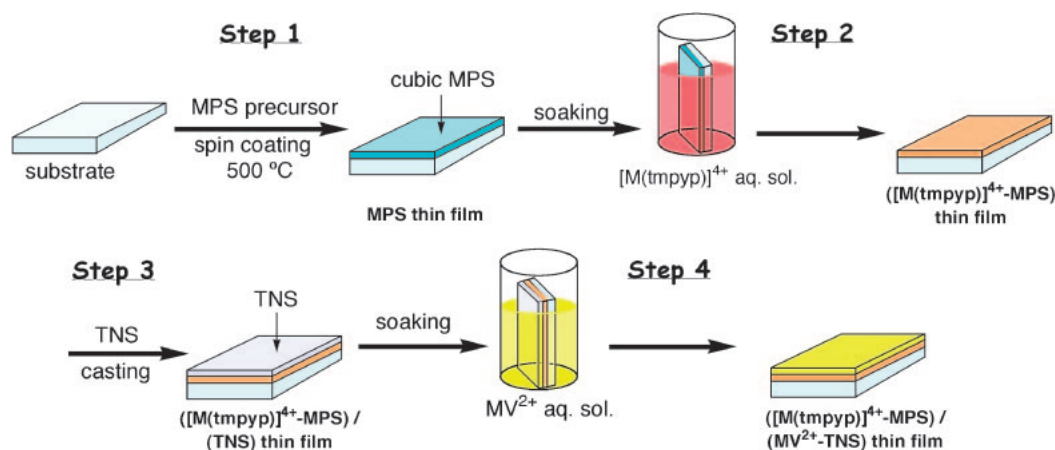 Step 1
Step 2
cubic MPS
MPS precursor
soaking
spin coating
500 ºC
substrate
[M(tmpyp)]⁴⁺ aq. sol.
MPS thin film
([M(tmpyp)]⁴⁺-MPS)
thin film
Step 3
Step 4
TNS
TNS
soaking
casting
MV²⁺ aq. sol.
([M(tmpyp)]⁴⁺-MPS) /
(TNS) thin film
([M(tmpyp)]⁴⁺-MPS) /
(MV²⁺-TNS) thin film